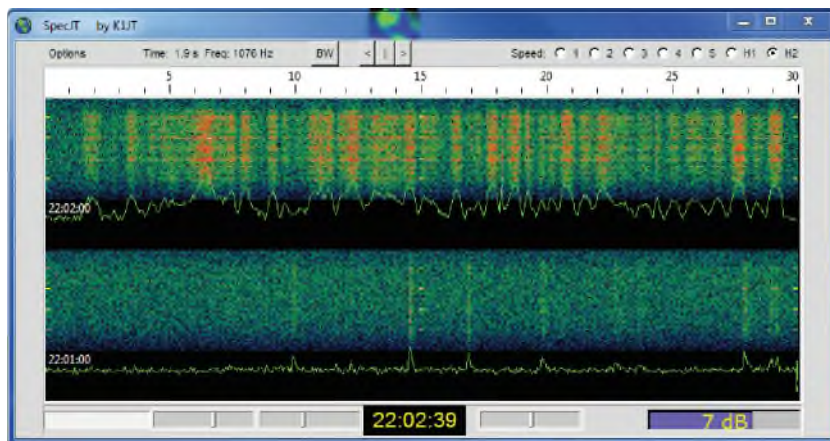 SpecJT by K1JT
Options Time: 1.9 s Freq: 1076 Hz BW < | > Speed: 1 2 3 4 5 H1 H2
5 10 15 20 25 30
22:02:00
22:01:00
22:02:39 7 dB